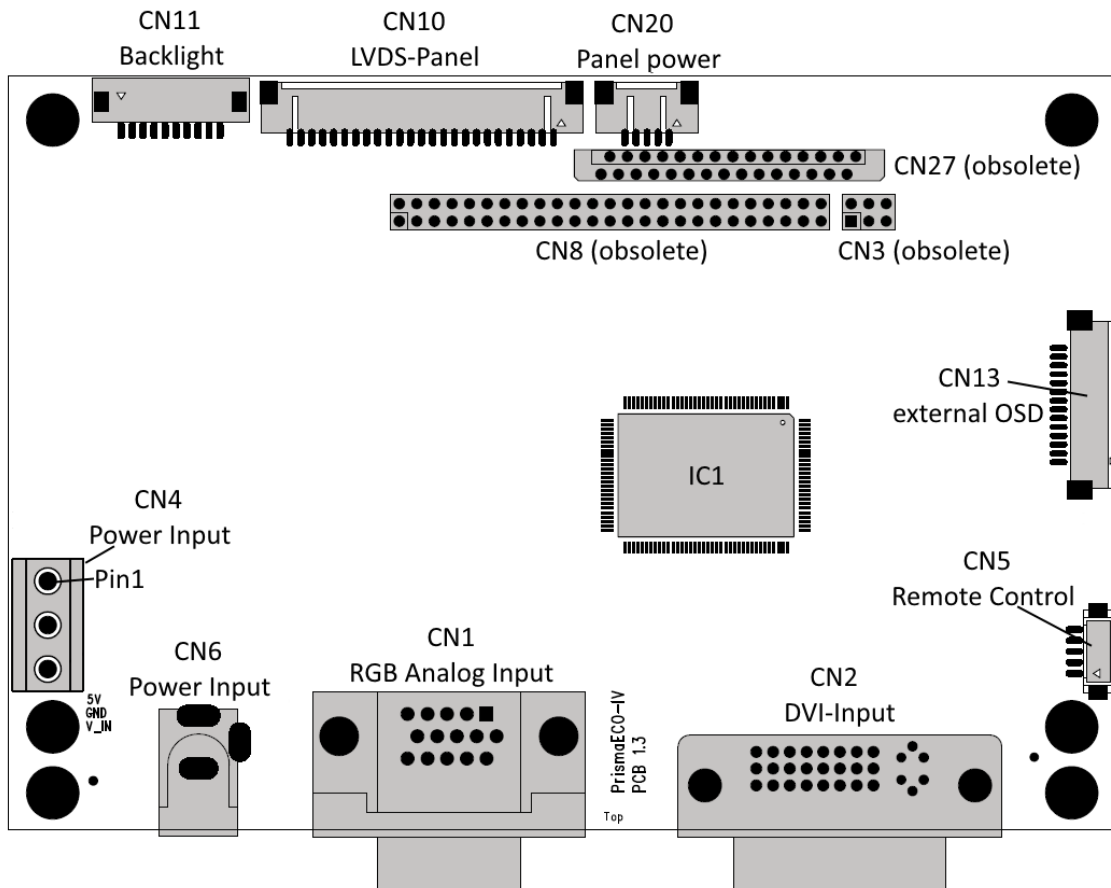 CN11
Backlight
CN10
LVDS-Panel
CN20
Panel power
CN27 (obsolete)
CN8 (obsolete)
CN3 (obsolete)
CN13
external OSD
IC1
CN4
Power Input
Pin1
CN5
Remote Control
CN6
Power Input
CN1
RGB Analog Input
CN2
DVI-Input
5V
GND
V_IN
PrismaECO-IV
PCB 1.3
Top